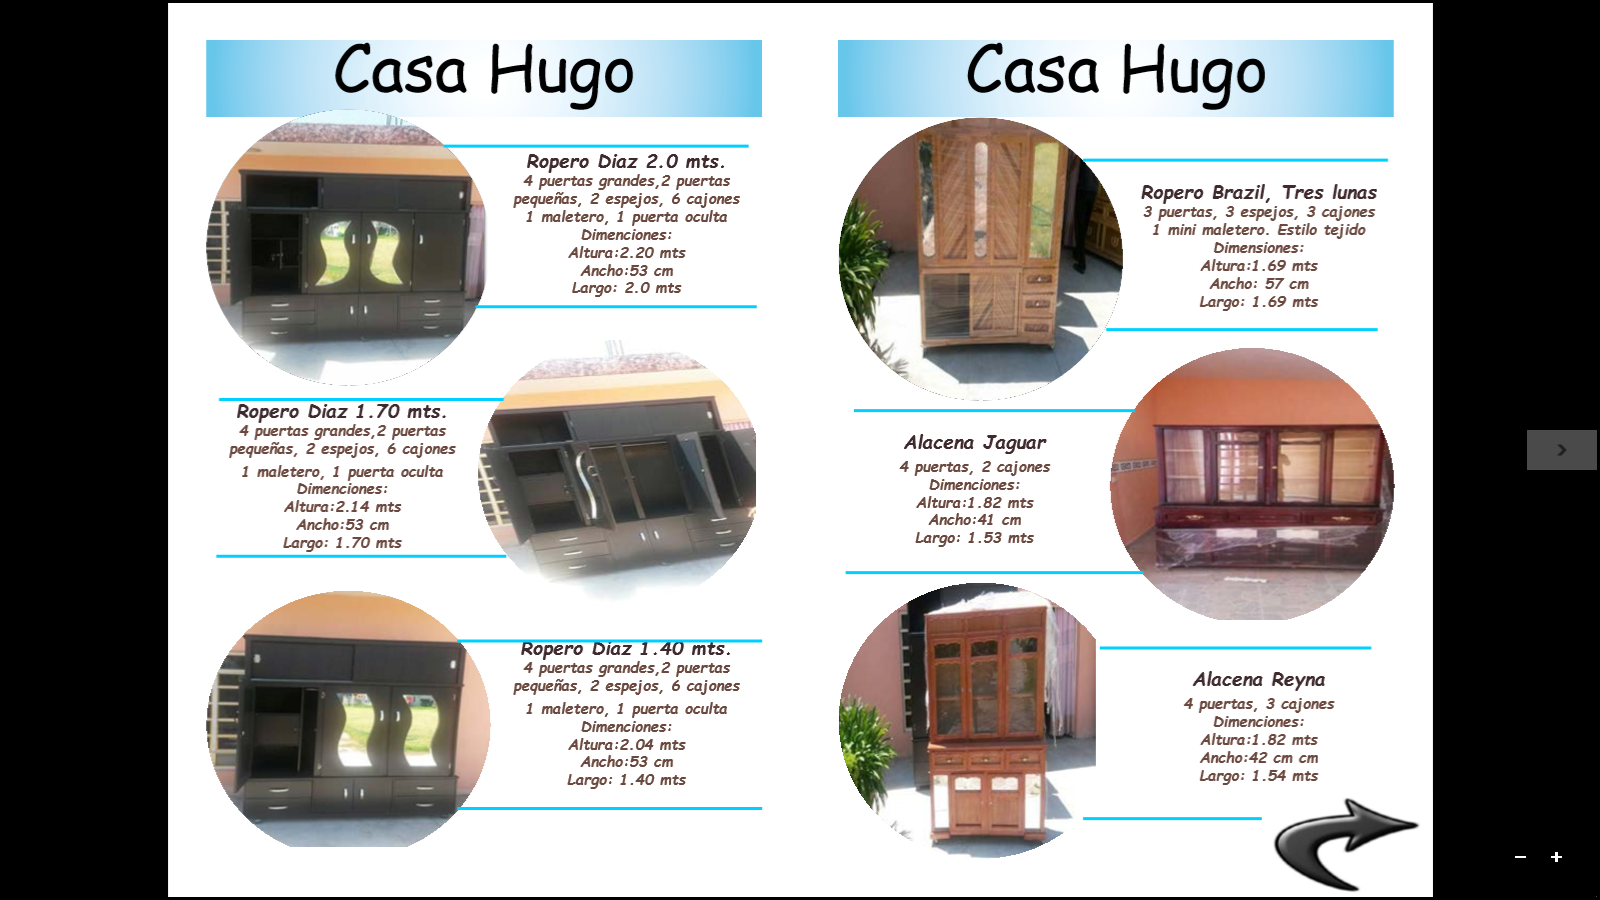 Casa Hugo
Ropero Diaz 2.0 mts.
4 puertas grandes,2 puertas
pequeñas, 2 espejos, 6 cajones
1 maletero, 1 puerta oculta
Dimenciones:
Altura:2.20 mts
Ancho:53 cm
Largo: 2.0 mts
Ropero Diaz 1.70 mts.
4 puertas grandes,2 puertas
pequeñas, 2 espejos, 6 cajones
1 maletero, 1 puerta oculta
Dimenciones:
Altura:2.14 mts
Ancho:53 cm
Largo: 1.70 mts
Ropero Diaz 1.40 mts.
4 puertas grandes,2 puertas
pequeñas, 2 espejos, 6 cajones
1 maletero, 1 puerta oculta
Dimenciones:
Altura:2.04 mts
Ancho:53 cm
Largo: 1.40 mts
Casa Hugo
Ropero Brazil, Tres lunas
3 puertas, 3 espejos, 3 cajones
1 mini maletero. Estilo tejido
Dimensiones:
Altura:1.69 mts
Ancho: 57 cm
Largo: 1.69 mts
Alacena Jaguar
4 puertas, 2 cajones
Dimenciones:
Altura:1.82 mts
Ancho:41 cm
Largo: 1.53 mts
Alacena Reyna
4 puertas, 3 cajones
Dimenciones:
Altura:1.82 mts
Ancho:42 cm cm
Largo: 1.54 mts